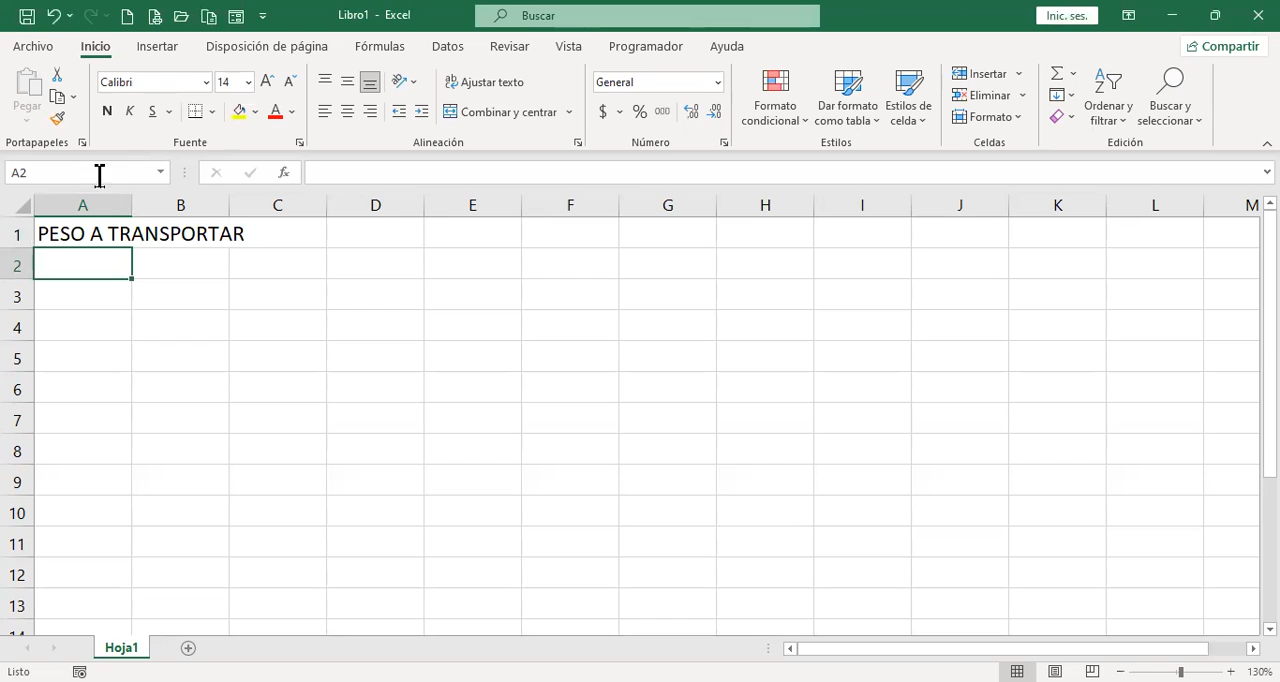 Libro1 - Excel
Buscar
Inic. ses.
Archivo Inicio Insertar Disposición de página Fórmulas Datos Revisar Vista Programador Ayuda
Compartir
Pegar
Portapapeles
Calibri 14
N K S A
Fuente
Ajustar texto
Combinar y centrar
Alineación
General
$ % 000
Número
Formato condicional
Dar formato como tabla
Estilos de celda
Estilos
Insertar
Eliminar
Formato
Celdas
Ordenar y filtrar
Buscar y seleccionar
Edición
A2
fx
A B C D E F G H I J K L M
1 PESO A TRANSPORTAR
2
3
4
5
6
7
8
9
10
11
12
13
14
Hoja1
Listo
130%